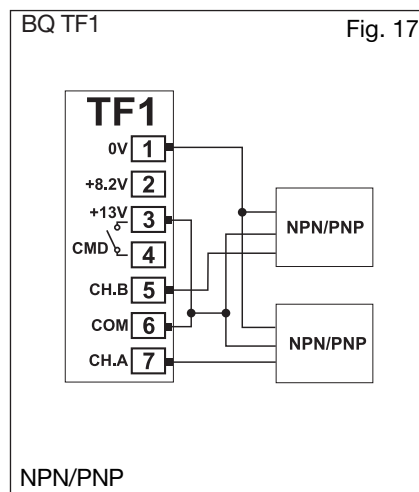 BQ TF1 Fig. 17
TF1
0V 1
+8.2V 2
+13V 3
CMD 4
CH.B 5
COM 6
CH.A 7
NPN/PNP
NPN/PNP
NPN/PNP